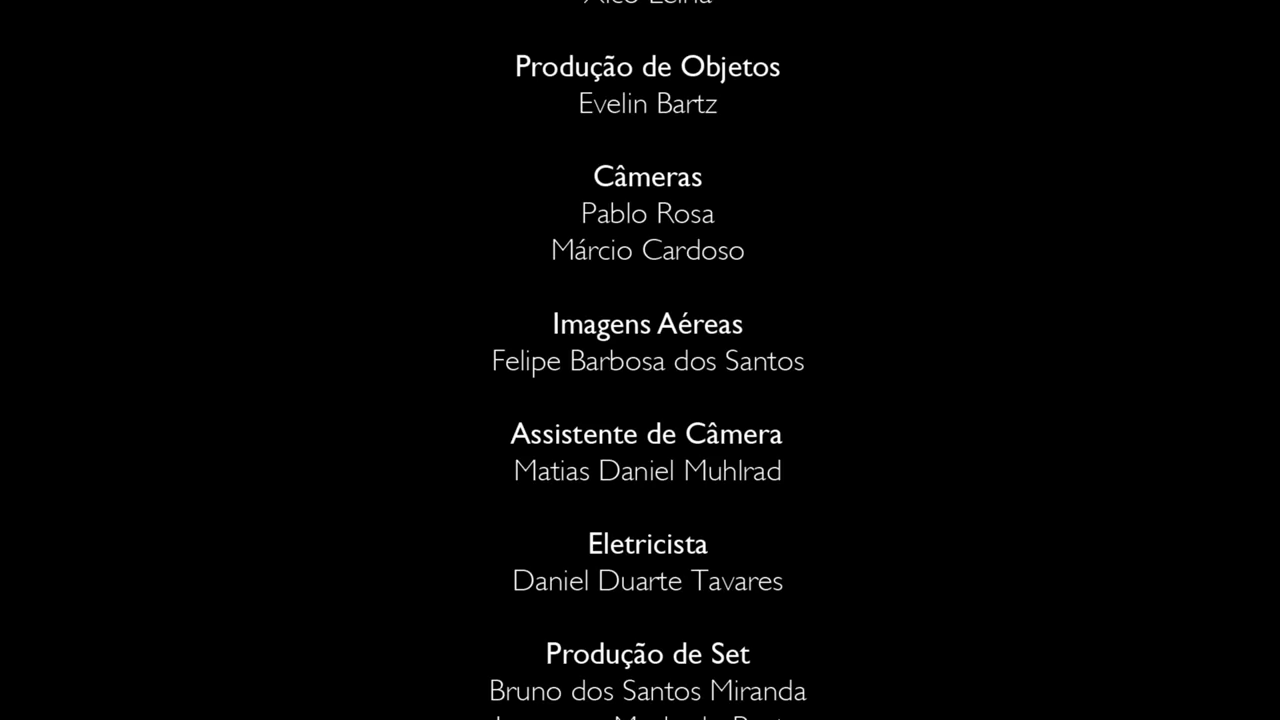 Produção de Objetos
Evelin Bartz
Câmeras
Pablo Rosa
Márcio Cardoso
Imagens Aéreas
Felipe Barbosa dos Santos
Assistente de Câmera
Matias Daniel Muhlrad
Eletricista
Daniel Duarte Tavares
Produção de Set
Bruno dos Santos Miranda